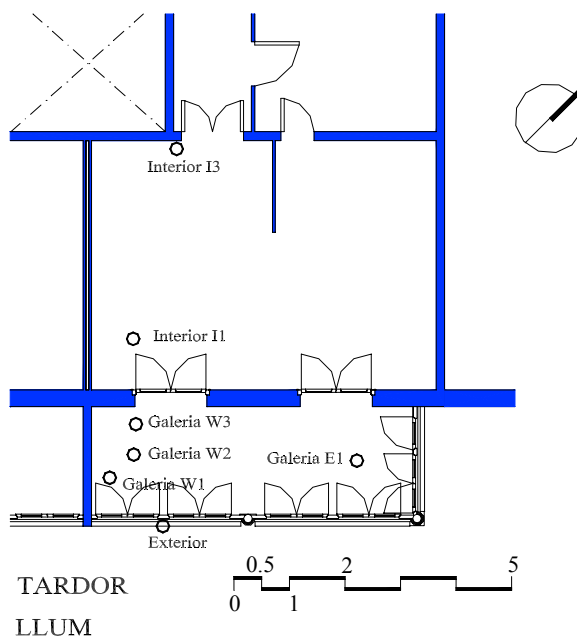 Interior I3
Interior I1
Galeria W3
Galeria W2
Galeria E1
Galeria W1
Exterior
TARDOR
0.5 2 5
0 1
LLUM